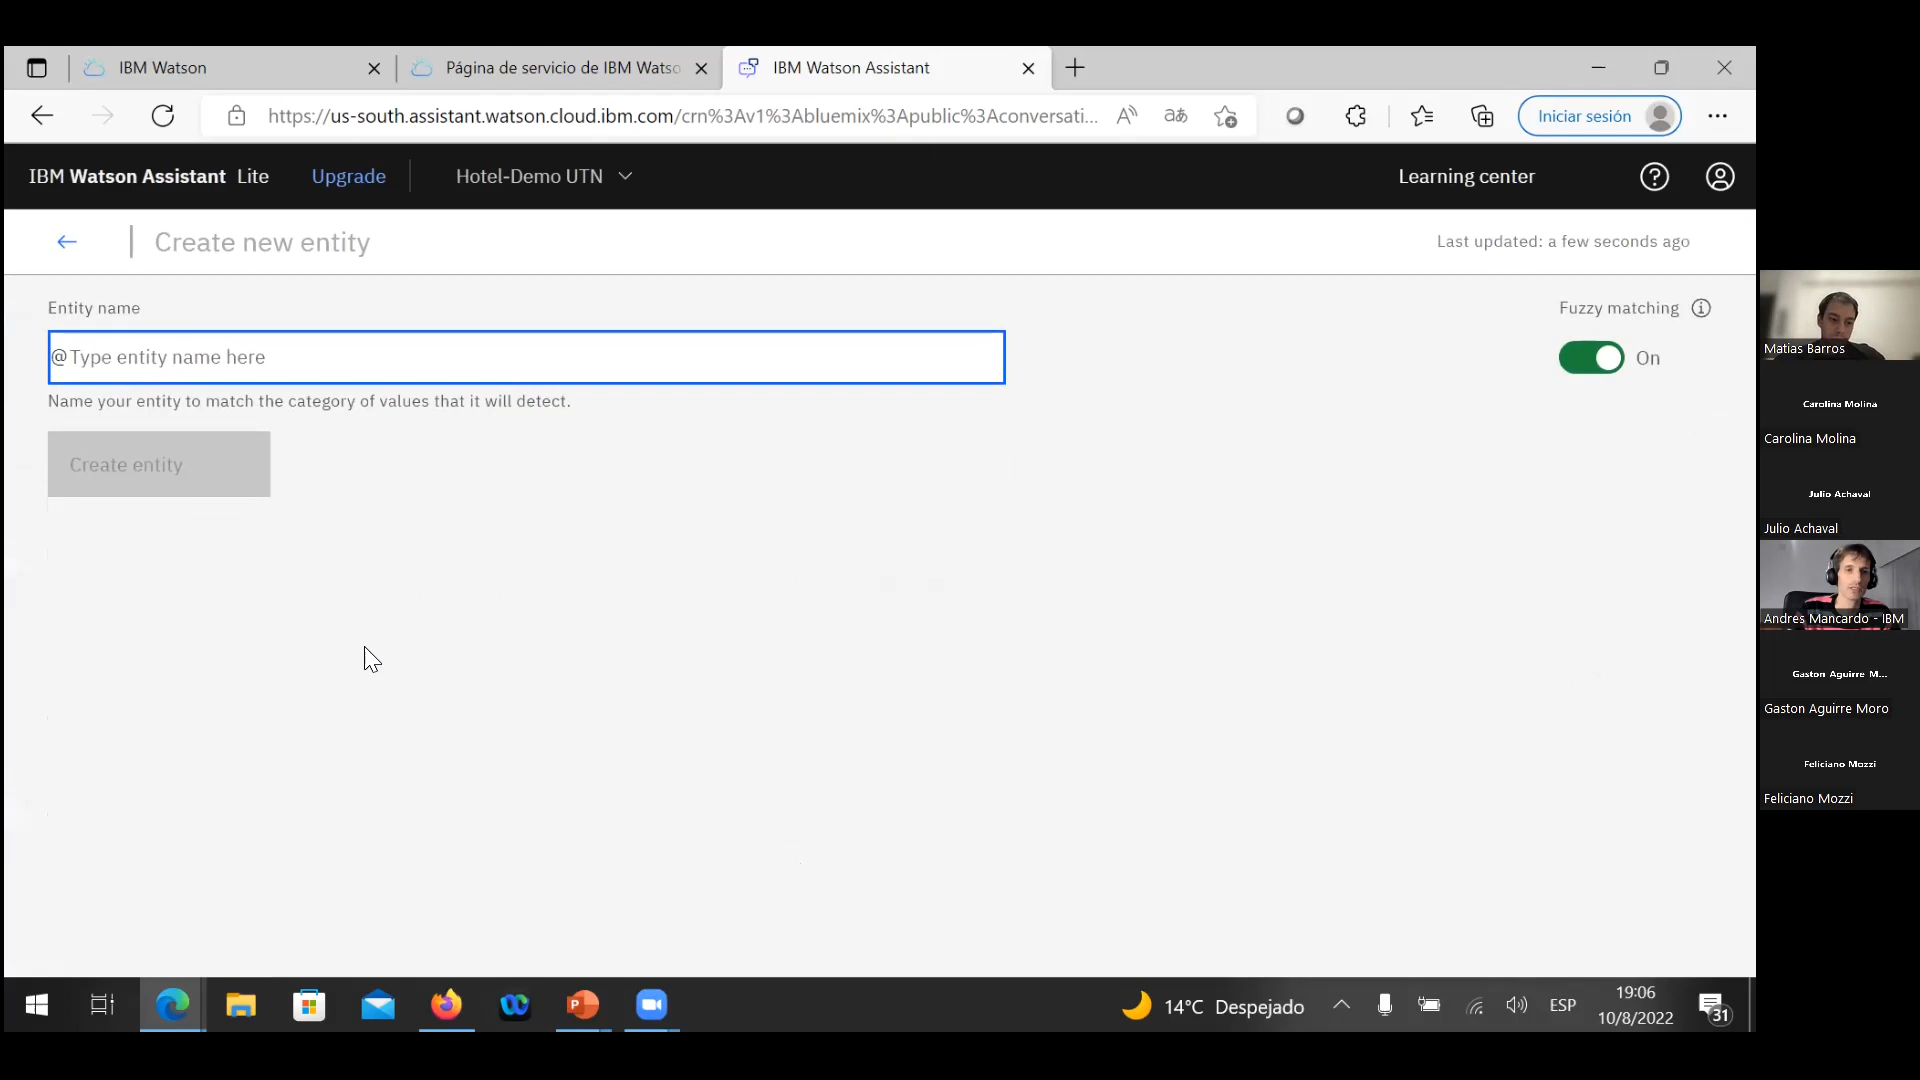 IBM Watson
Página de servicio de IBM Watso
IBM Watson Assistant
https://us-south.assistant.watson.cloud.ibm.com/crn%3Av1%3Abluemix%3Apublic%3Aconversati...
Iniciar sesión
IBM Watson Assistant Lite
Upgrade
Hotel-Demo UTN
Learning center
Create new entity
Last updated: a few seconds ago
Entity name
Fuzzy matching
@Type entity name here
On
Name your entity to match the category of values that it will detect.
Create entity
Matias Barros
Carolina Molina
Carolina Molina
Julio Achaval
Julio Achaval
Andres Mancardo - IBM
Gaston Aguirre M...
Gaston Aguirre Moro
Feliciano Mozzi
Feliciano Mozzi
14°C Despejado
ESP
19:06
10/8/2022
31